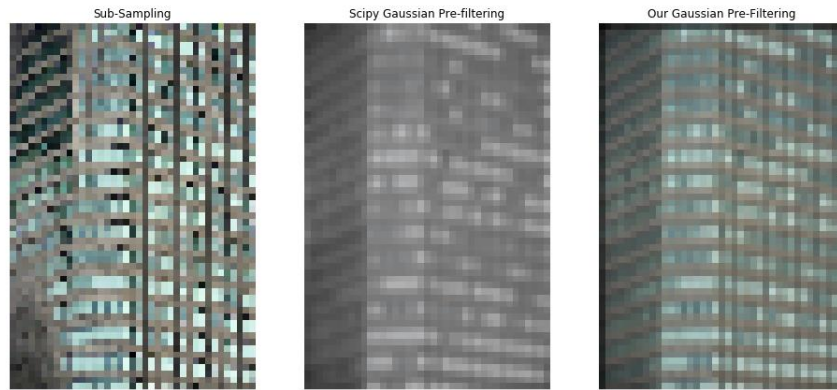 Sub-Sampling
Scipy Gaussian Pre-filtering
Our Gaussian Pre-Filtering